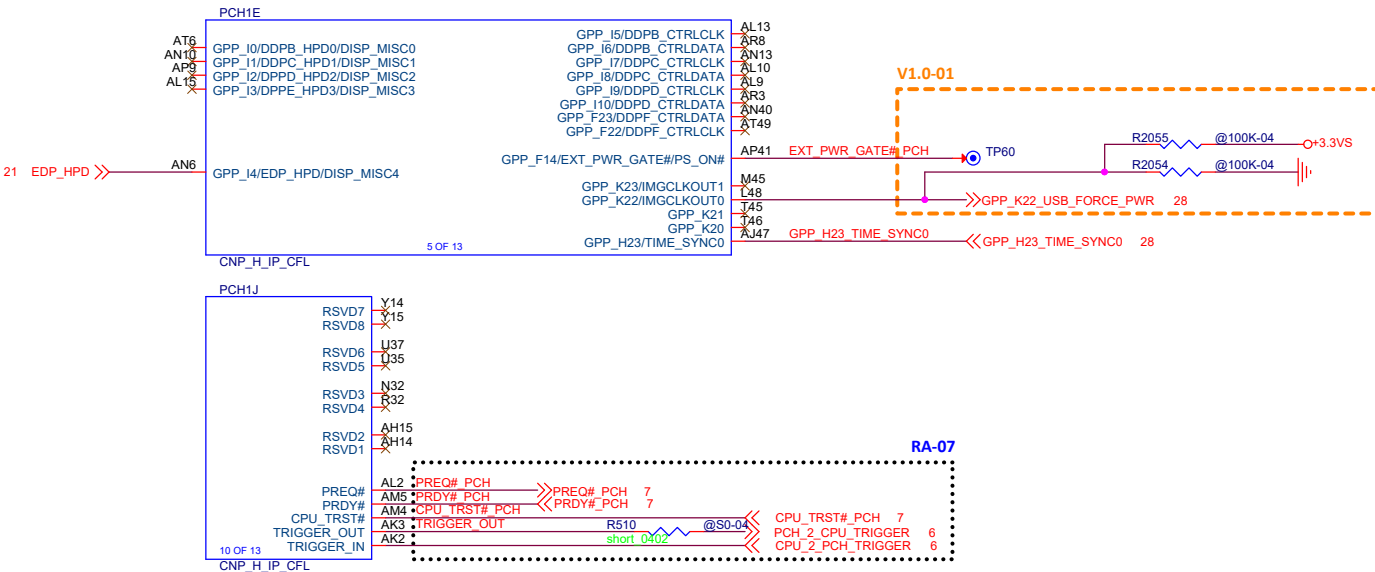 PCH1E
AT6 GPP_I0/DDPB_HPD0/DISP_MISC0
AN10 GPP_I1/DDPC_HPD1/DISP_MISC1
AP9 GPP_I2/DPPD_HPD2/DISP_MISC2
AL15 GPP_I3/DPPE_HPD3/DISP_MISC3
21 EDP_HPD AN6 GPP_I4/EDP_HPD/DISP_MISC4
GPP_I5/DDPB_CTRLCLK AL13
GPP_I6/DDPB_CTRLDATA AR8
GPP_I7/DDPC_CTRLCLK AN13
GPP_I8/DDPC_CTRLDATA AL10
GPP_I9/DDPD_CTRLCLK AL9
GPP_I10/DDPD_CTRLDATA AR3
GPP_F23/DDPF_CTRLDATA AN40
GPP_F22/DDPF_CTRLCLK AT49
GPP_F14/EXT_PWR_GATE#/PS_ON# AP41 EXT_PWR_GATE#_PCH TP60
GPP_K23/IMGCLKOUT1 M45
GPP_K22/IMGCLKOUT0 L48 GPP_K22_USB_FORCE_PWR 28
GPP_K21 T45
GPP_K20 T46
GPP_H23/TIME_SYNC0 AJ47 GPP_H23_TIME_SYNC0 GPP_H23_TIME_SYNC0 28
5 OF 13
CNP_H_IP_CFL
V1.0-01
R2055 @100K-04 +3.3VS
R2054 @100K-04
PCH1J
RSVD7 Y14
RSVD8 Y15
RSVD6 U37
RSVD5 U35
RSVD3 N32
RSVD4 R32
RSVD2 AH15
RSVD1 AH14
RA-07
PREQ# AL2 PREQ#_PCH PREQ#_PCH 7
PRDY# AM5 PRDY#_PCH PRDY#_PCH 7
CPU_TRST# AM4 CPU_TRST#_PCH CPU_TRST#_PCH 7
TRIGGER_OUT AK3 TRIGGER_OUT R510 @S0-04 PCH_2_CPU_TRIGGER 6
short_0402
TRIGGER_IN AK2 CPU_2_PCH_TRIGGER 6
10 OF 13
CNP_H_IP_CFL